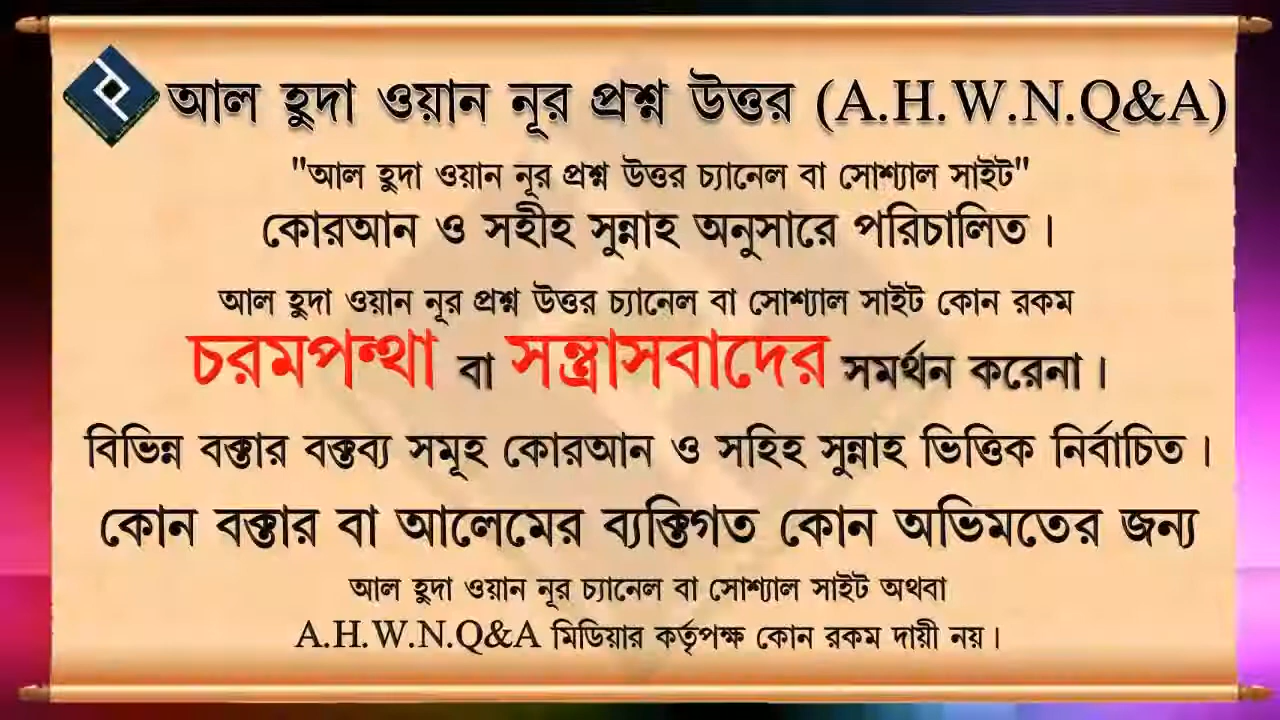 আল হুদা ওয়ান নূর প্রশ্ন উত্তর (A.H.W.N.Q&A)
"আল হুদা ওয়ান নূর প্রশ্ন উত্তর চ্যানেল বা সোশ্যাল সাইট"
কোরআন ও সহীহ সুন্নাহ অনুসারে পরিচালিত।
আল হুদা ওয়ান নূর প্রশ্ন উত্তর চ্যানেল বা সোশ্যাল সাইট কোন রকম
চরমপন্থা বা সন্ত্রাসবাদের সমর্থন করেনা।
বিভিন্ন বক্তার বক্তব্য সমূহ কোরআন ও সহিহ সুন্নাহ ভিত্তিক নির্বাচিত।
কোন বক্তার বা আলেমের ব্যক্তিগত কোন অভিমতের জন্য
আল হুদা ওয়ান নূর চ্যানেল বা সোশ্যাল সাইট অথবা
A.H.W.N.Q&A মিডিয়ার কর্তৃপক্ষ কোন রকম দায়ী নয়।